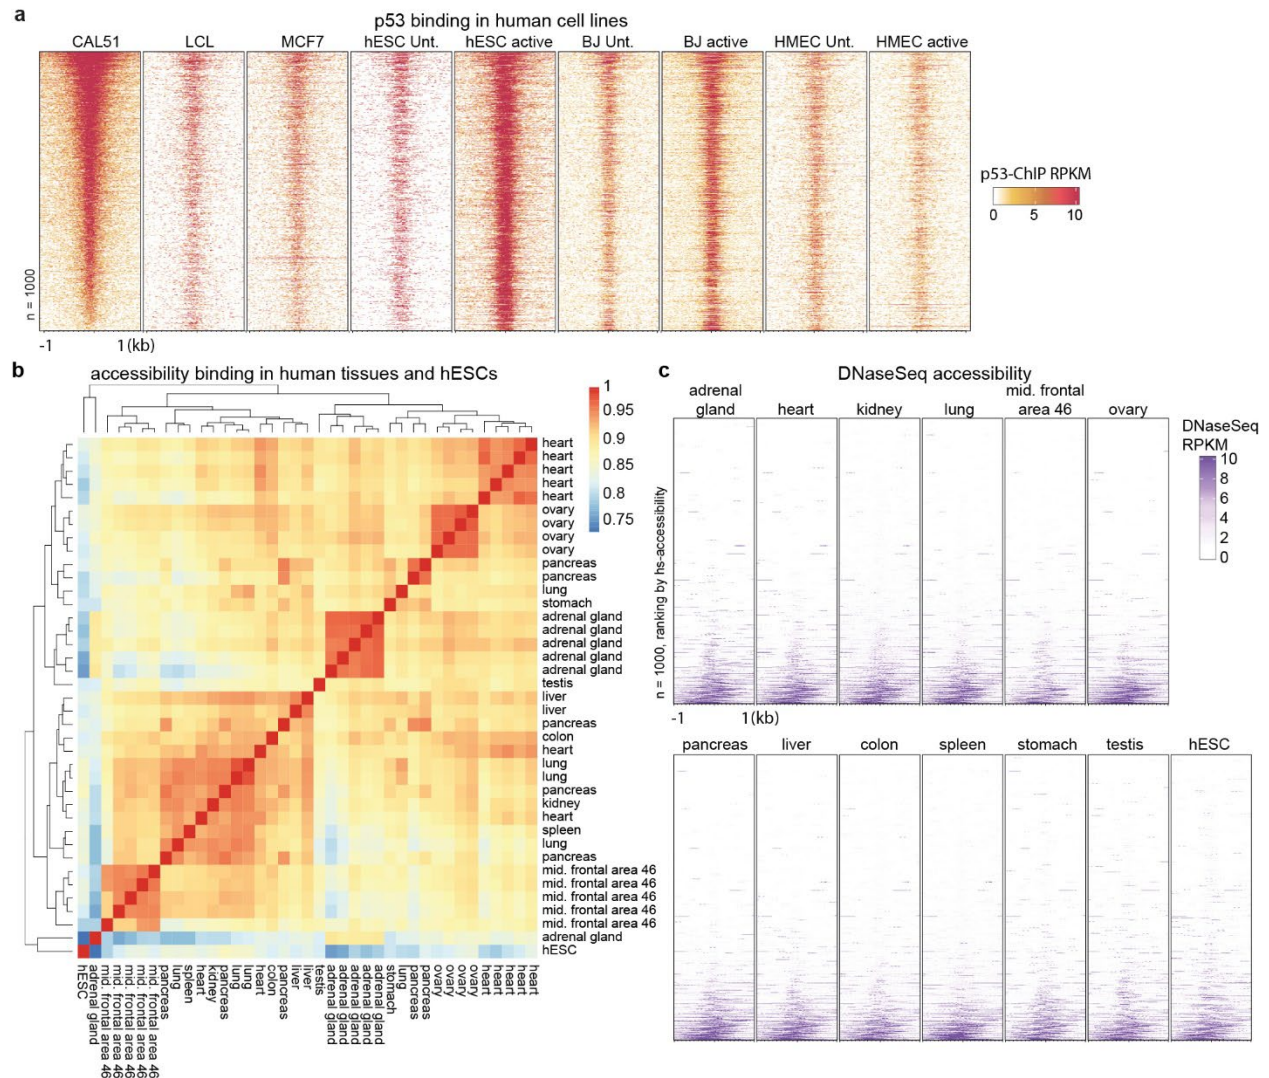 a
p53 binding in human cell lines
CAL51 LCL MCF7 hESC Unt. hESC active BJ Unt. BJ active HMEC Unt. HMEC active
n = 1000
-1 1(kb)
p53-ChIP RPKM
0 5 10
b
accessibility binding in human tissues and hESCs
1
0.95
0.9
0.85
0.8
0.75
heart
heart
heart
heart
heart
ovary
ovary
ovary
ovary
pancreas
pancreas
lung
stomach
adrenal gland
adrenal gland
adrenal gland
adrenal gland
adrenal gland
testis
liver
liver
pancreas
colon
heart
lung
lung
pancreas
kidney
heart
spleen
lung
pancreas
mid. frontal area 46
mid. frontal area 46
mid. frontal area 46
mid. frontal area 46
mid. frontal area 46
adrenal gland
hESC
hESC
adrenal gland
mid. frontal area 46
mid. frontal area 46
mid. frontal area 46
mid. frontal area 46
mid. frontal area 46
pancreas
lung
spleen
heart
kidney
pancreas
lung
lung
heart
colon
pancreas
liver
liver
testis
adrenal gland
adrenal gland
adrenal gland
adrenal gland
adrenal gland
stomach
lung
pancreas
pancreas
ovary
ovary
ovary
ovary
heart
heart
heart
heart
heart
c
DNaseSeq accessibility
adrenal gland
heart
kidney
lung
mid. frontal area 46
ovary
n = 1000, ranking by hs-accessibility
-1 1(kb)
DNaseSeq
RPKM
10
8
6
4
2
0
pancreas liver colon spleen stomach testis hESC